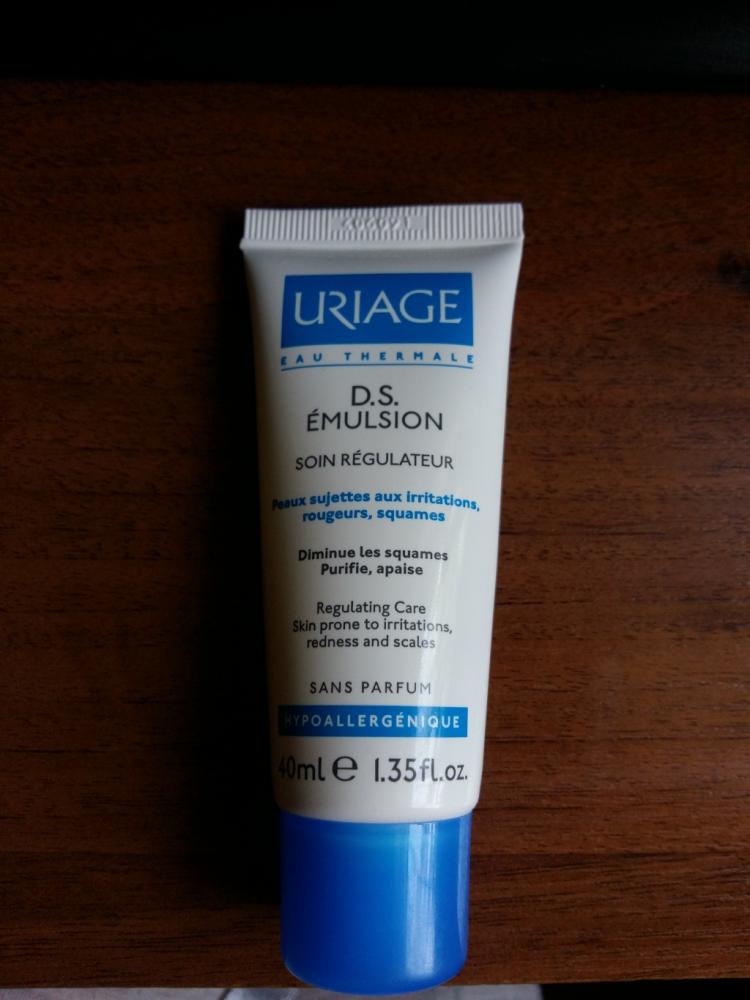 URIAGE
EAU THERMALE
D.S.
ÉMULSION
SOIN RÉGULATEUR
Peaux sujettes aux irritations,
rougeurs, squames
Diminue les squames
Purifie, apaise
Regulating Care
Skin prone to irritations,
redness and scales
SANS PARFUM
HYPOALLERGÉNIQUE
40ml e 1.35fl.oz.